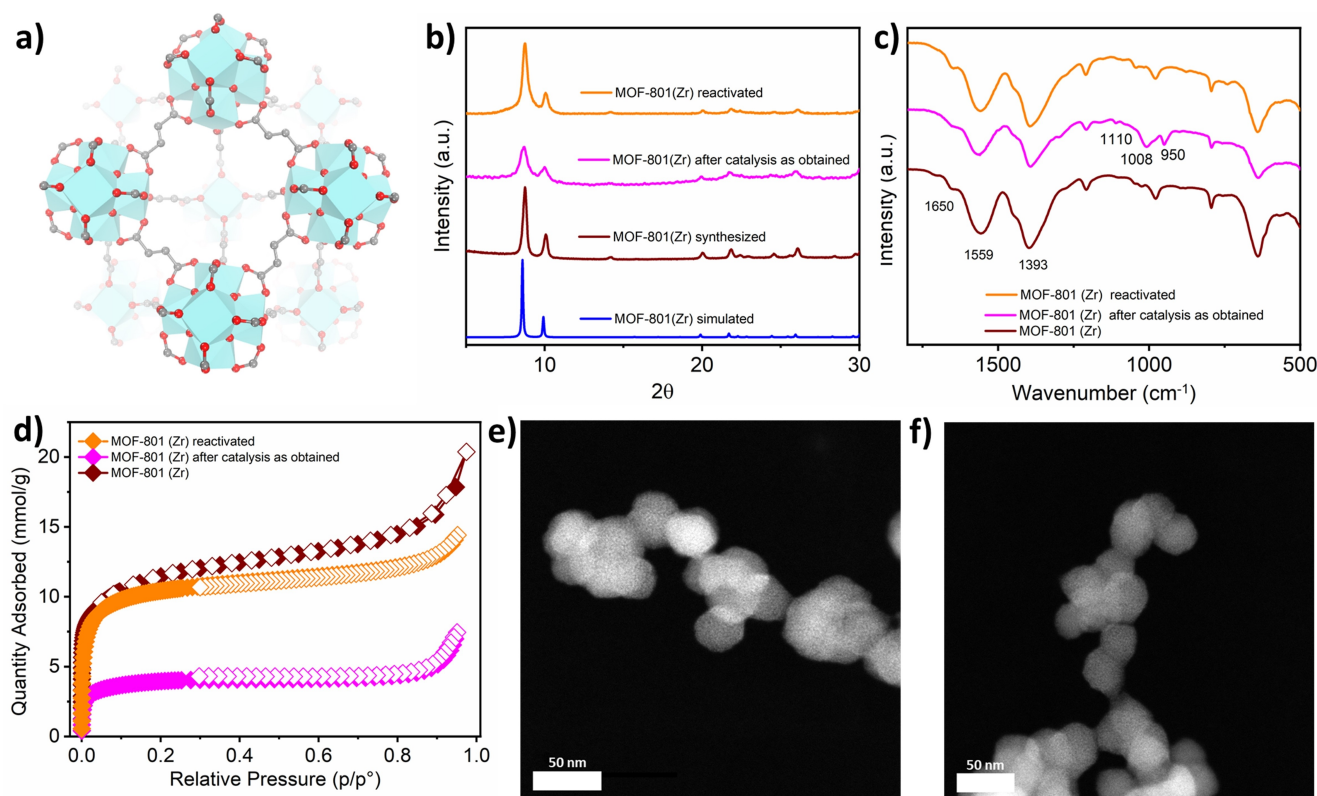 a)
b)
Intensity (a.u.)
MOF-801(Zr) reactivated
MOF-801(Zr) after catalysis as obtained
MOF-801(Zr) synthesized
MOF-801(Zr) simulated
10
20
30
2θ
c)
Intensity (a.u.)
1650
1559
1393
1110
1008
950
MOF-801 (Zr) reactivated
MOF-801 (Zr) after catalysis as obtained
MOF-801 (Zr)
1500
1000
500
Wavenumber (cm-1)
d)
Quantity Adsorbed (mmol/g)
MOF-801 (Zr) reactivated
MOF-801 (Zr) after catalysis as obtained
MOF-801 (Zr)
20
15
10
5
0
0.0
0.2
0.4
0.6
0.8
1.0
Relative Pressure (p/p°)
e)
50 nm
f)
50 nm